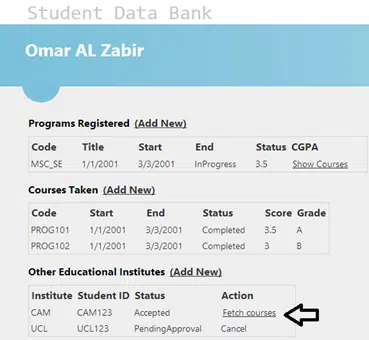 Student Data Bank
Omar AL Zabir
Programs Registered (Add New)
Code Title Start End Status CGPA
MSC_SE 1/1/2001 3/3/2001 InProgress 3.5 Show Courses
Courses Taken (Add New)
Code Start End Status Score Grade
PROG101 1/1/2001 3/3/2001 Completed 3.5 A
PROG102 1/1/2001 3/3/2001 Completed 3 B
Other Educational Institutes (Add New)
Institute Student ID Status Action
CAM CAM123 Accepted Fetch courses
UCL UCL123 PendingApproval Cancel